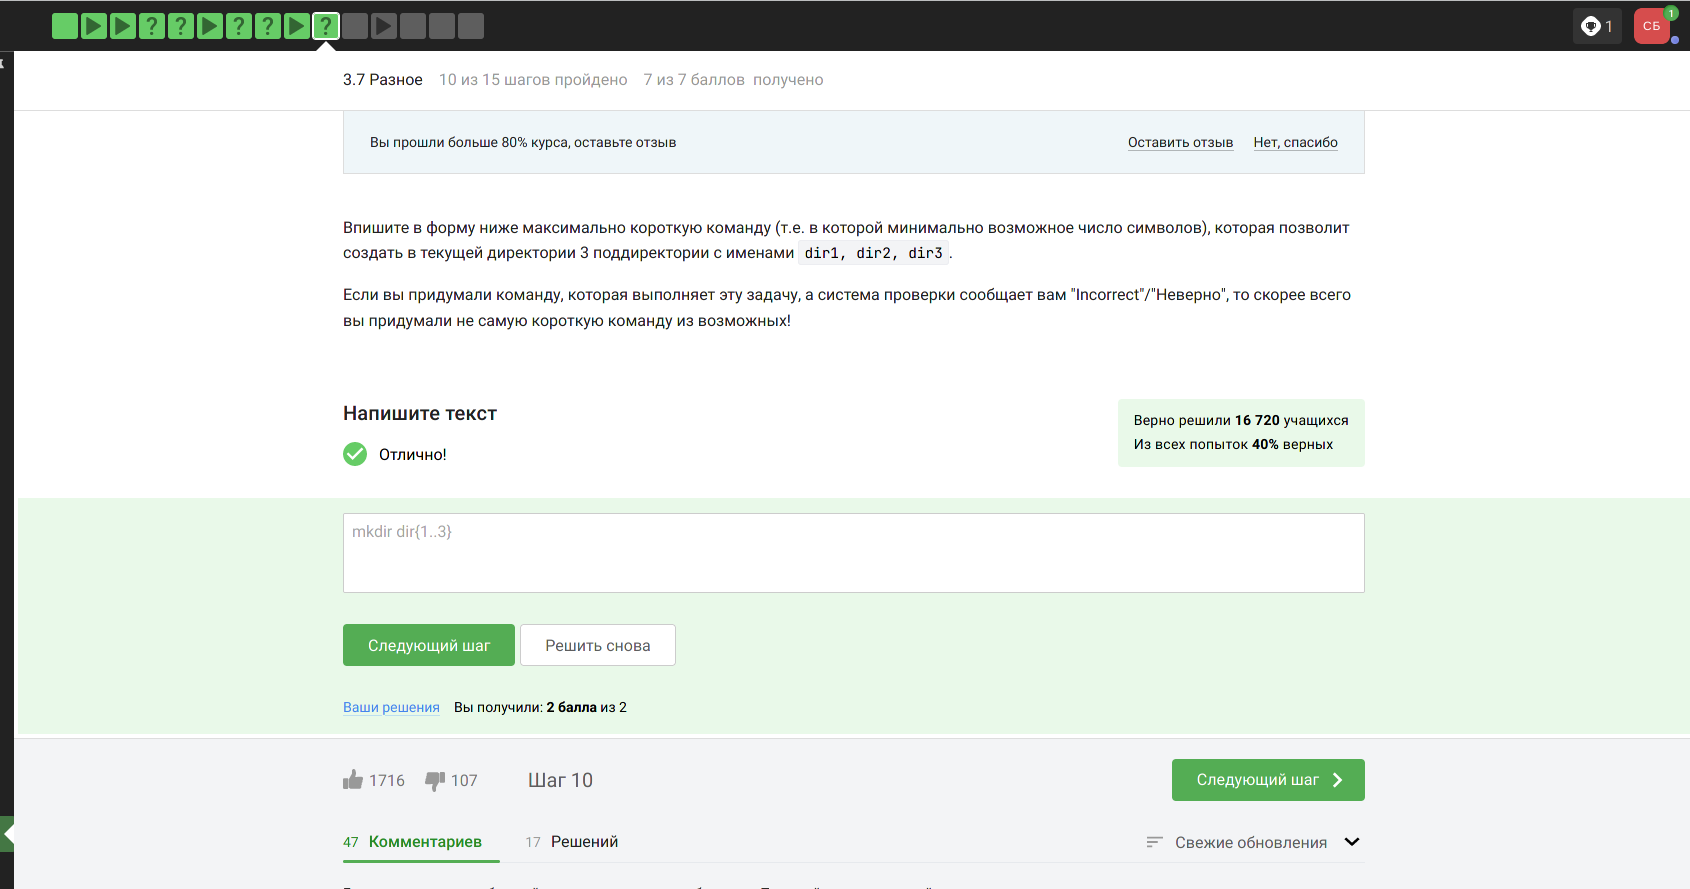 ? ? ? ? ?
1
СБ
1
3.7 Разное 10 из 15 шагов пройдено 7 из 7 баллов получено
Вы прошли больше 80% курса, оставьте отзыв Оставить отзыв Нет, спасибо
Впишите в форму ниже максимально короткую команду (т.е. в которой минимально возможное число символов), которая позволит
создать в текущей директории 3 поддиректории с именами dir1, dir2, dir3.
Если вы придумали команду, которая выполняет эту задачу, а система проверки сообщает вам "Incorrect"/"Неверно", то скорее всего
вы придумали не самую короткую команду из возможных!
Напишите текст
Отлично!
Верно решили 16 720 учащихся
Из всех попыток 40% верных
mkdir dir{1..3}
Следующий шаг Решить снова
Ваши решения Вы получили: 2 балла из 2
1716 107 Шаг 10 Следующий шаг
47 Комментариев 17 Решений Свежие обновления